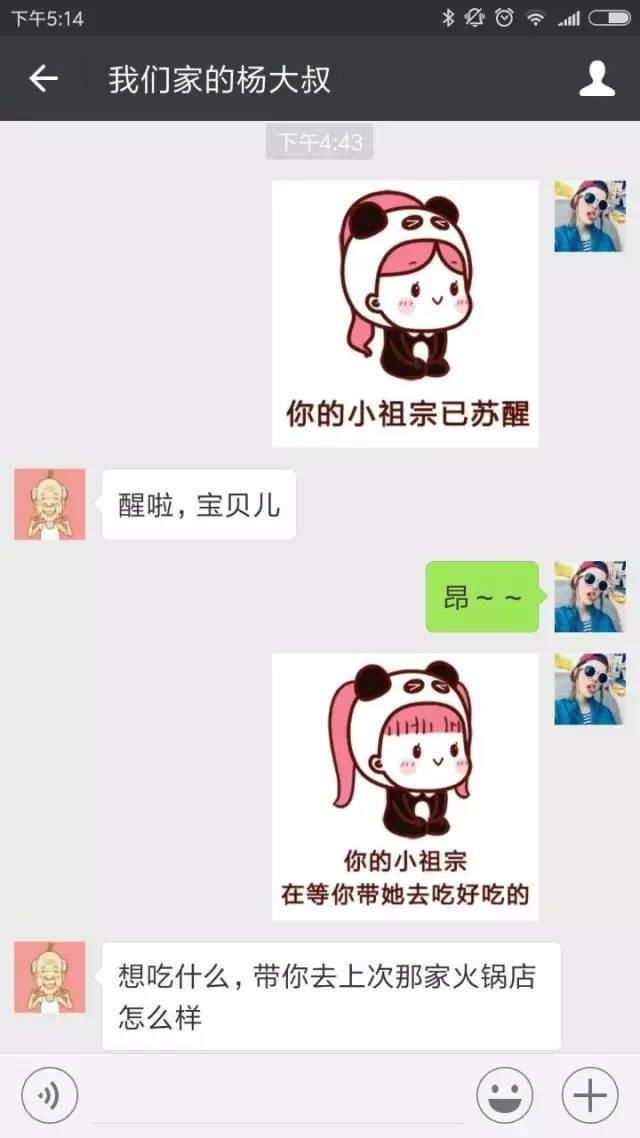 下午5:14
我们家的杨大叔
下午4:43
你的小祖宗已苏醒
醒啦，宝贝儿
昂～～
你的小祖宗
在等你带她去吃好吃的
想吃什么，带你去上次那家火锅店
怎么样